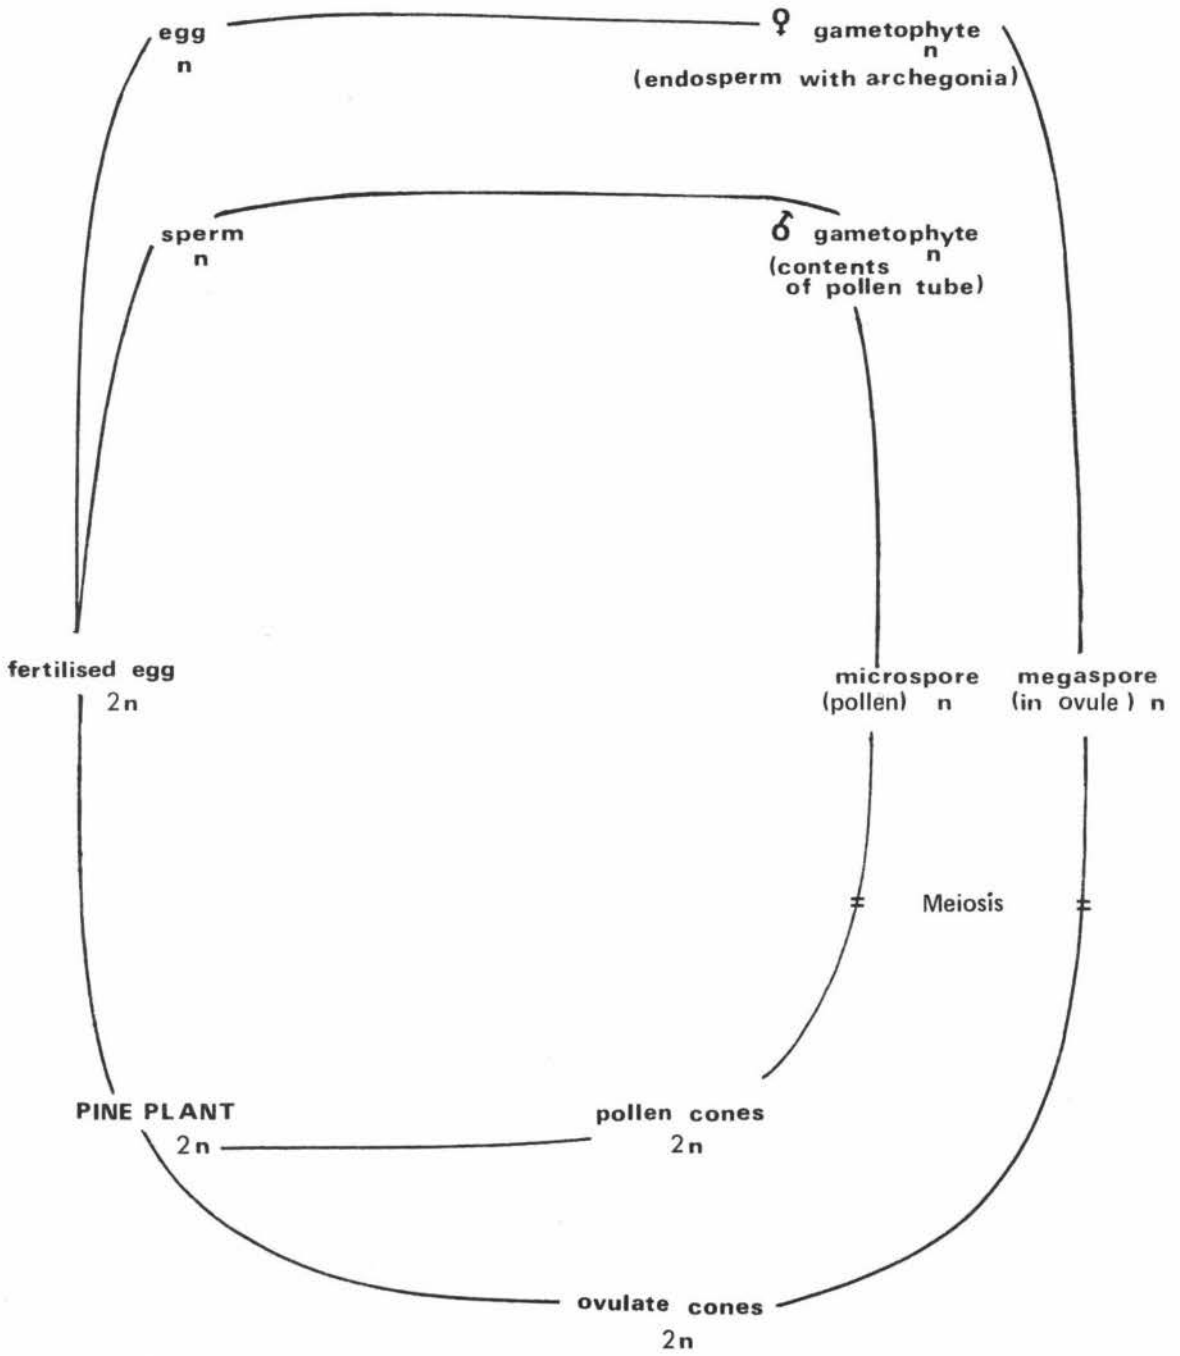 egg
n
♀ gametophyte
n
(endosperm with archegonia)
sperm
n
♂ gametophyte
n
(contents
of pollen tube)
fertilised egg
2n
microspore
(pollen) n
megaspore
(in ovule) n
Meiosis
PINE PLANT
2n
pollen cones
2n
ovulate cones
2n